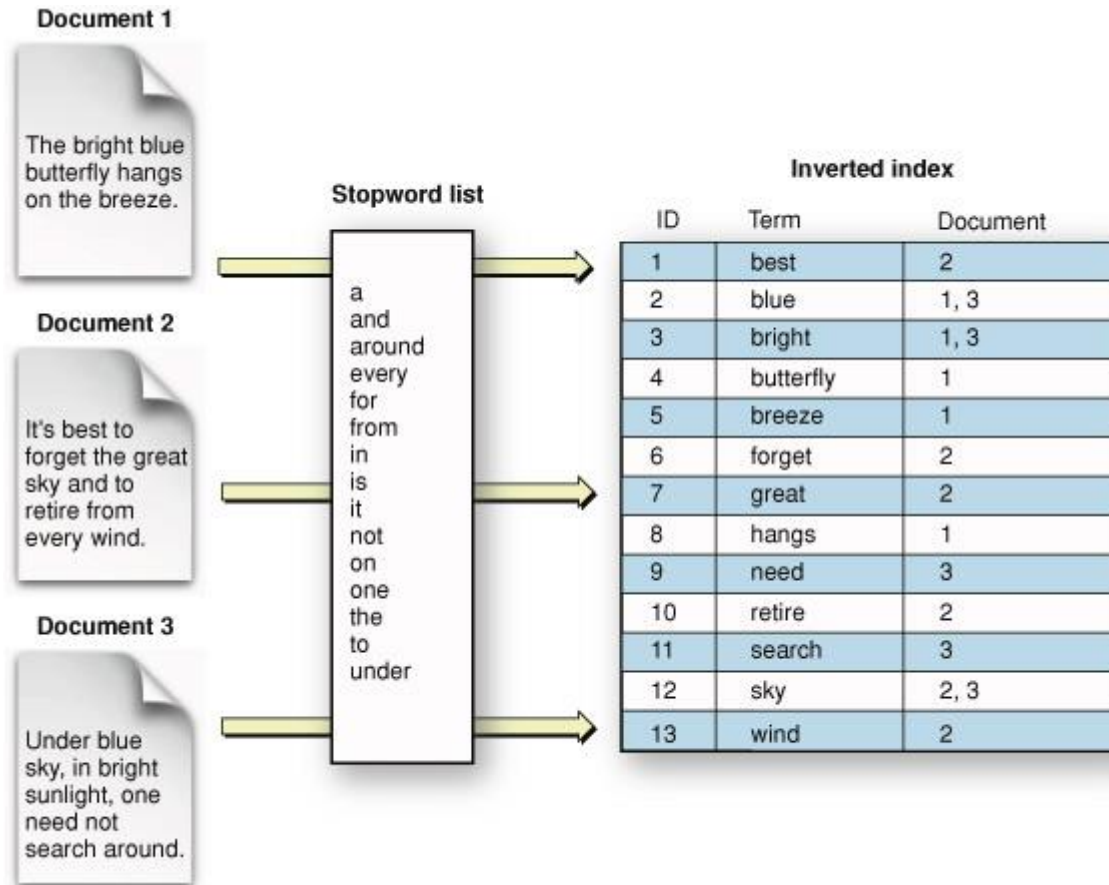 Document 1
The bright blue
butterfly hangs
on the breeze.
Document 2
It's best to
forget the great
sky and to
retire from
every wind.
Document 3
Under blue
sky, in bright
sunlight, one
need not
search around.
Stopword list
a
and
around
every
for
from
in
is
it
not
on
one
the
to
under
Inverted index
ID Term Document
1 best 2
2 blue 1, 3
3 bright 1, 3
4 butterfly 1
5 breeze 1
6 forget 2
7 great 2
8 hangs 1
9 need 3
10 retire 2
11 search 3
12 sky 2, 3
13 wind 2